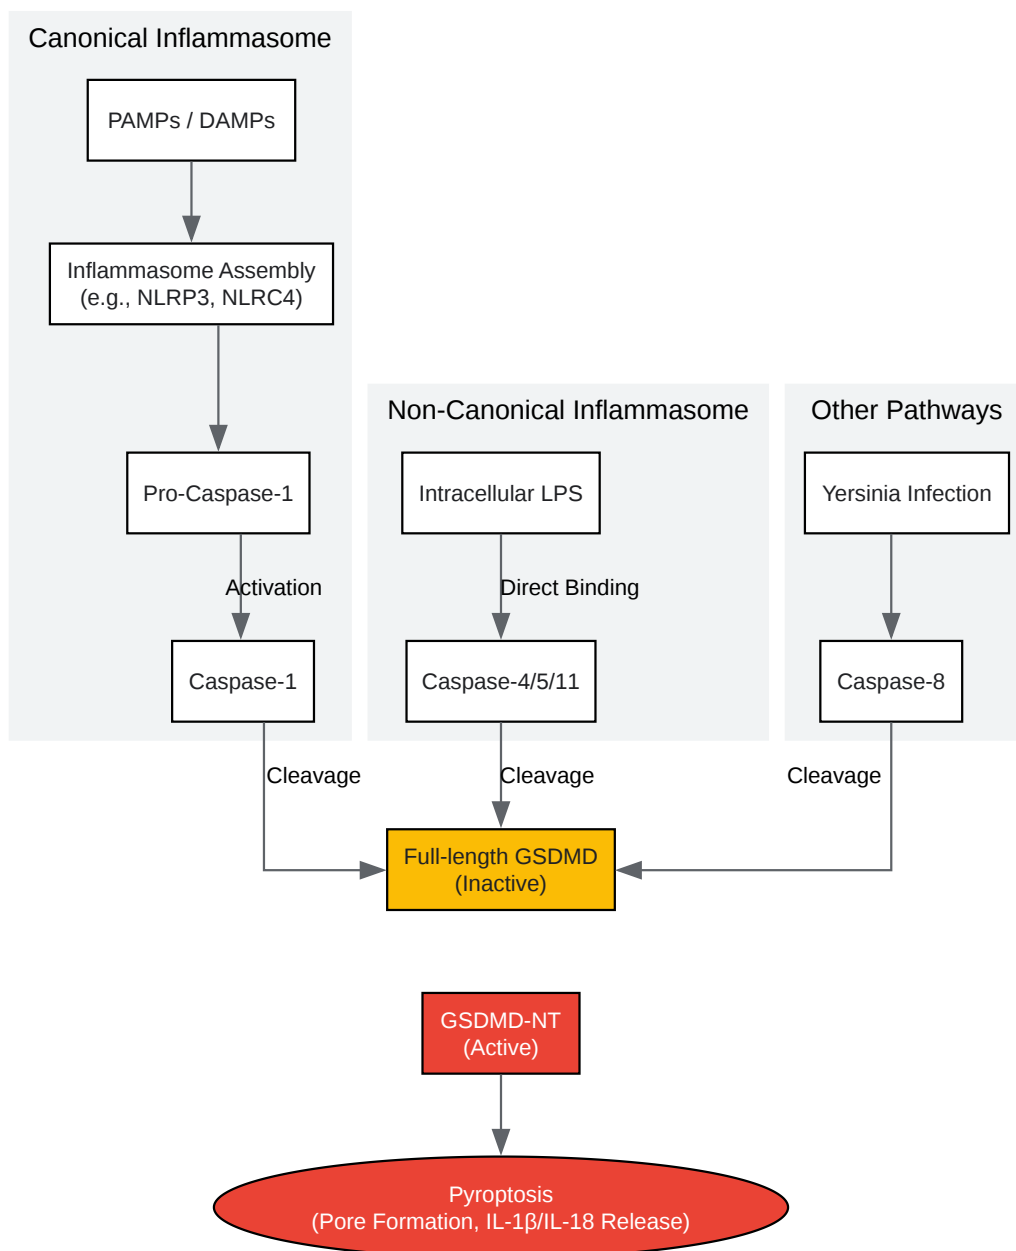 Canonical Inflammasome
PAMPs / DAMPs
Inflammasome Assembly
(e.g., NLRP3, NLRC4)
Non-Canonical Inflammasome
Other Pathways
Pro-Caspase-1
Intracellular LPS
Yersinia Infection
Activation
Direct Binding
Caspase-1
Caspase-4/5/11
Caspase-8
Cleavage
Cleavage
Cleavage
Full-length GSDMD
(Inactive)
GSDMD-NT
(Active)
Pyroptosis
(Pore Formation, IL-1β/IL-18 Release)